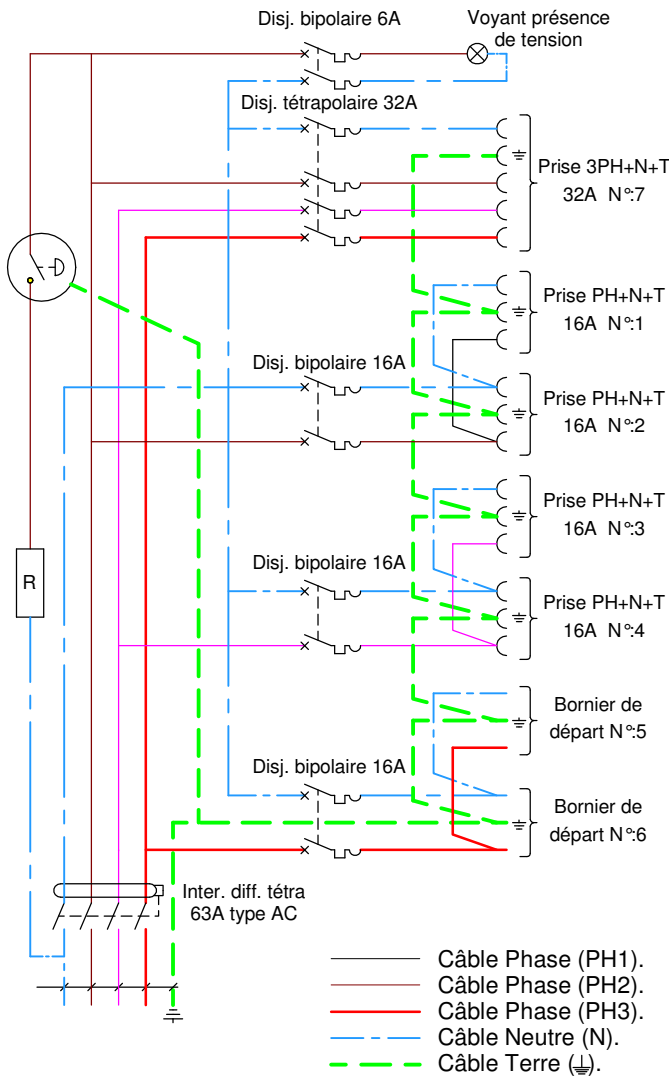 Disj. bipolaire 6A
Voyant présence
de tension
Disj. tétrapolaire 32A
Prise 3PH+N+T
32A N°:7
Prise PH+N+T
16A N°:1
Disj. bipolaire 16A
Prise PH+N+T
16A N°:2
Prise PH+N+T
16A N°:3
Disj. bipolaire 16A
R
Prise PH+N+T
16A N°:4
Bornier de
départ N°:5
Disj. bipolaire 16A
Bornier de
départ N°:6
Inter. diff. tétra
63A type AC
Câble Phase (PH1).
Câble Phase (PH2).
Câble Phase (PH3).
Câble Neutre (N).
Câble Terre (⏚).